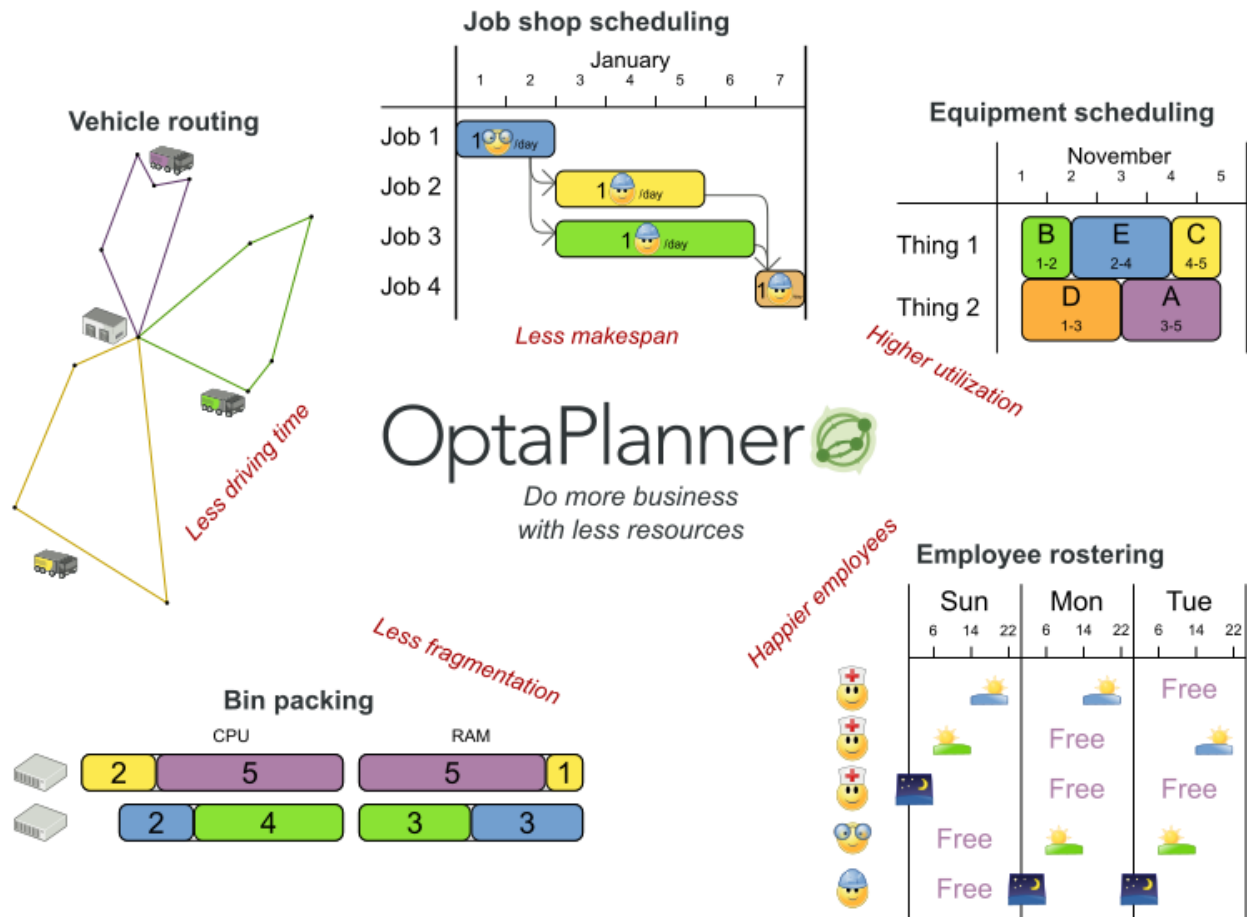 Job shop scheduling
January
1 2 3 4 5 6 7
Job 1
1 /day
Job 2
1 /day
Job 3
1 /day
Job 4
1
Less makespan
Vehicle routing
Less driving time
Equipment scheduling
November
1 2 3 4 5
Thing 1
B E C
1-2 2-4 4-5
Thing 2
D A
1-3 3-5
Higher utilization
OptaPlanner
Do more business
with less resources
Less fragmentation
Happier employees
Bin packing
CPU RAM
2 5 5 1
2 4 3 3
Employee rostering
Sun Mon Tue
6 14 22 6 14 22 6 14 22
Free
Free
Free Free
Free
Free